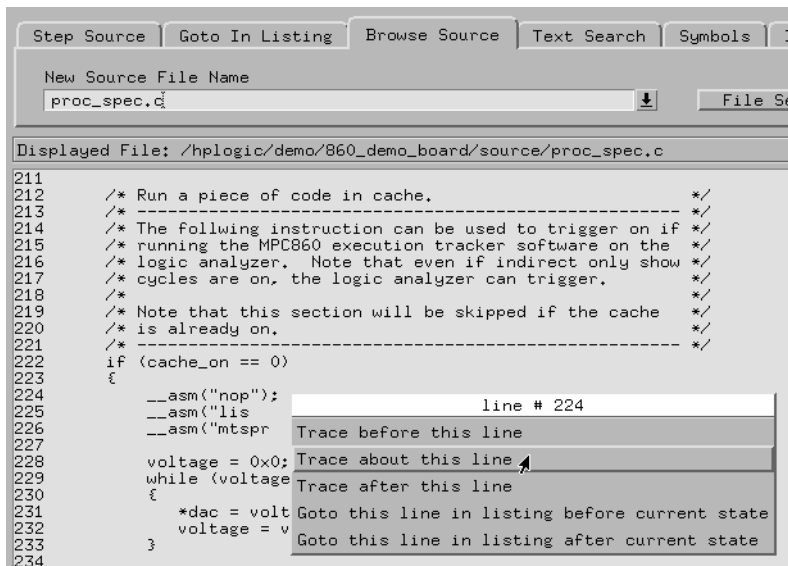 Step Source Goto In Listing Browse Source Text Search Symbols
New Source File Name
proc_spec.c
File Se
Displayed File: /hplogic/demo/860_demo_board/source/proc_spec.c
211
212 /* Run a piece of code in cache. */
213 /* --------------------------------------------------------- */
214 /* The follwing instruction can be used to trigger on if */
215 /* running the MPC860 execution tracker software on the */
216 /* logic analyzer. Note that even if indirect only show */
217 /* cycles are on, the logic analyzer can trigger. */
218 /* */
219 /* Note that this section will be skipped if the cache */
220 /* is already on. */
221 /* --------------------------------------------------------- */
222 if (cache_on == 0)
223 {
224 __asm("nop");
225 __asm("lis
226 __asm("mtspr
227
228 voltage = 0x0;
229 while (voltage
230 {
231 *dac = volt
232 voltage = v
233 }
234
line # 224
Trace before this line
Trace about this line
Trace after this line
Goto this line in listing before current state
Goto this line in listing after current state